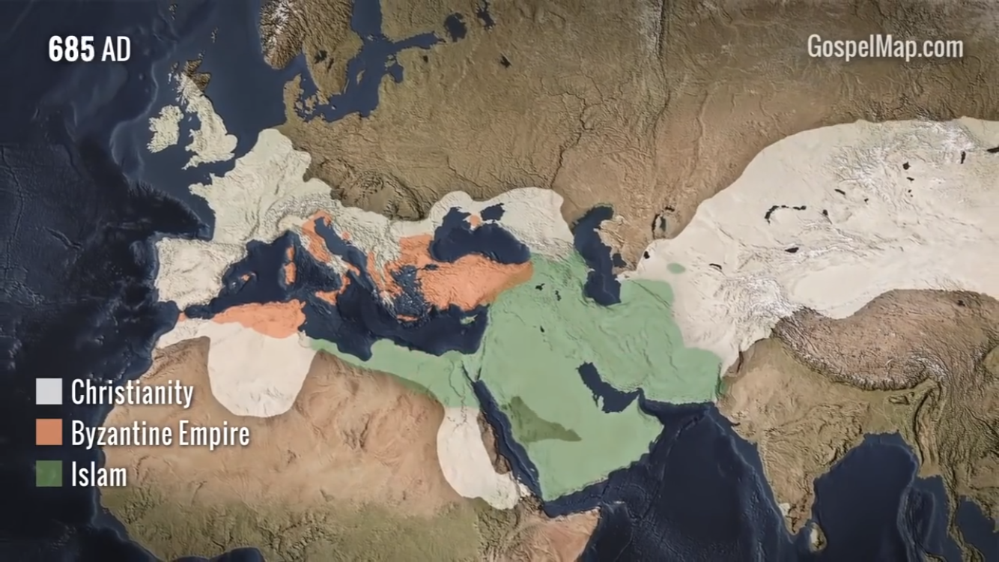 685 AD
GospelMap.com
Christianity
Byzantine Empire
Islam